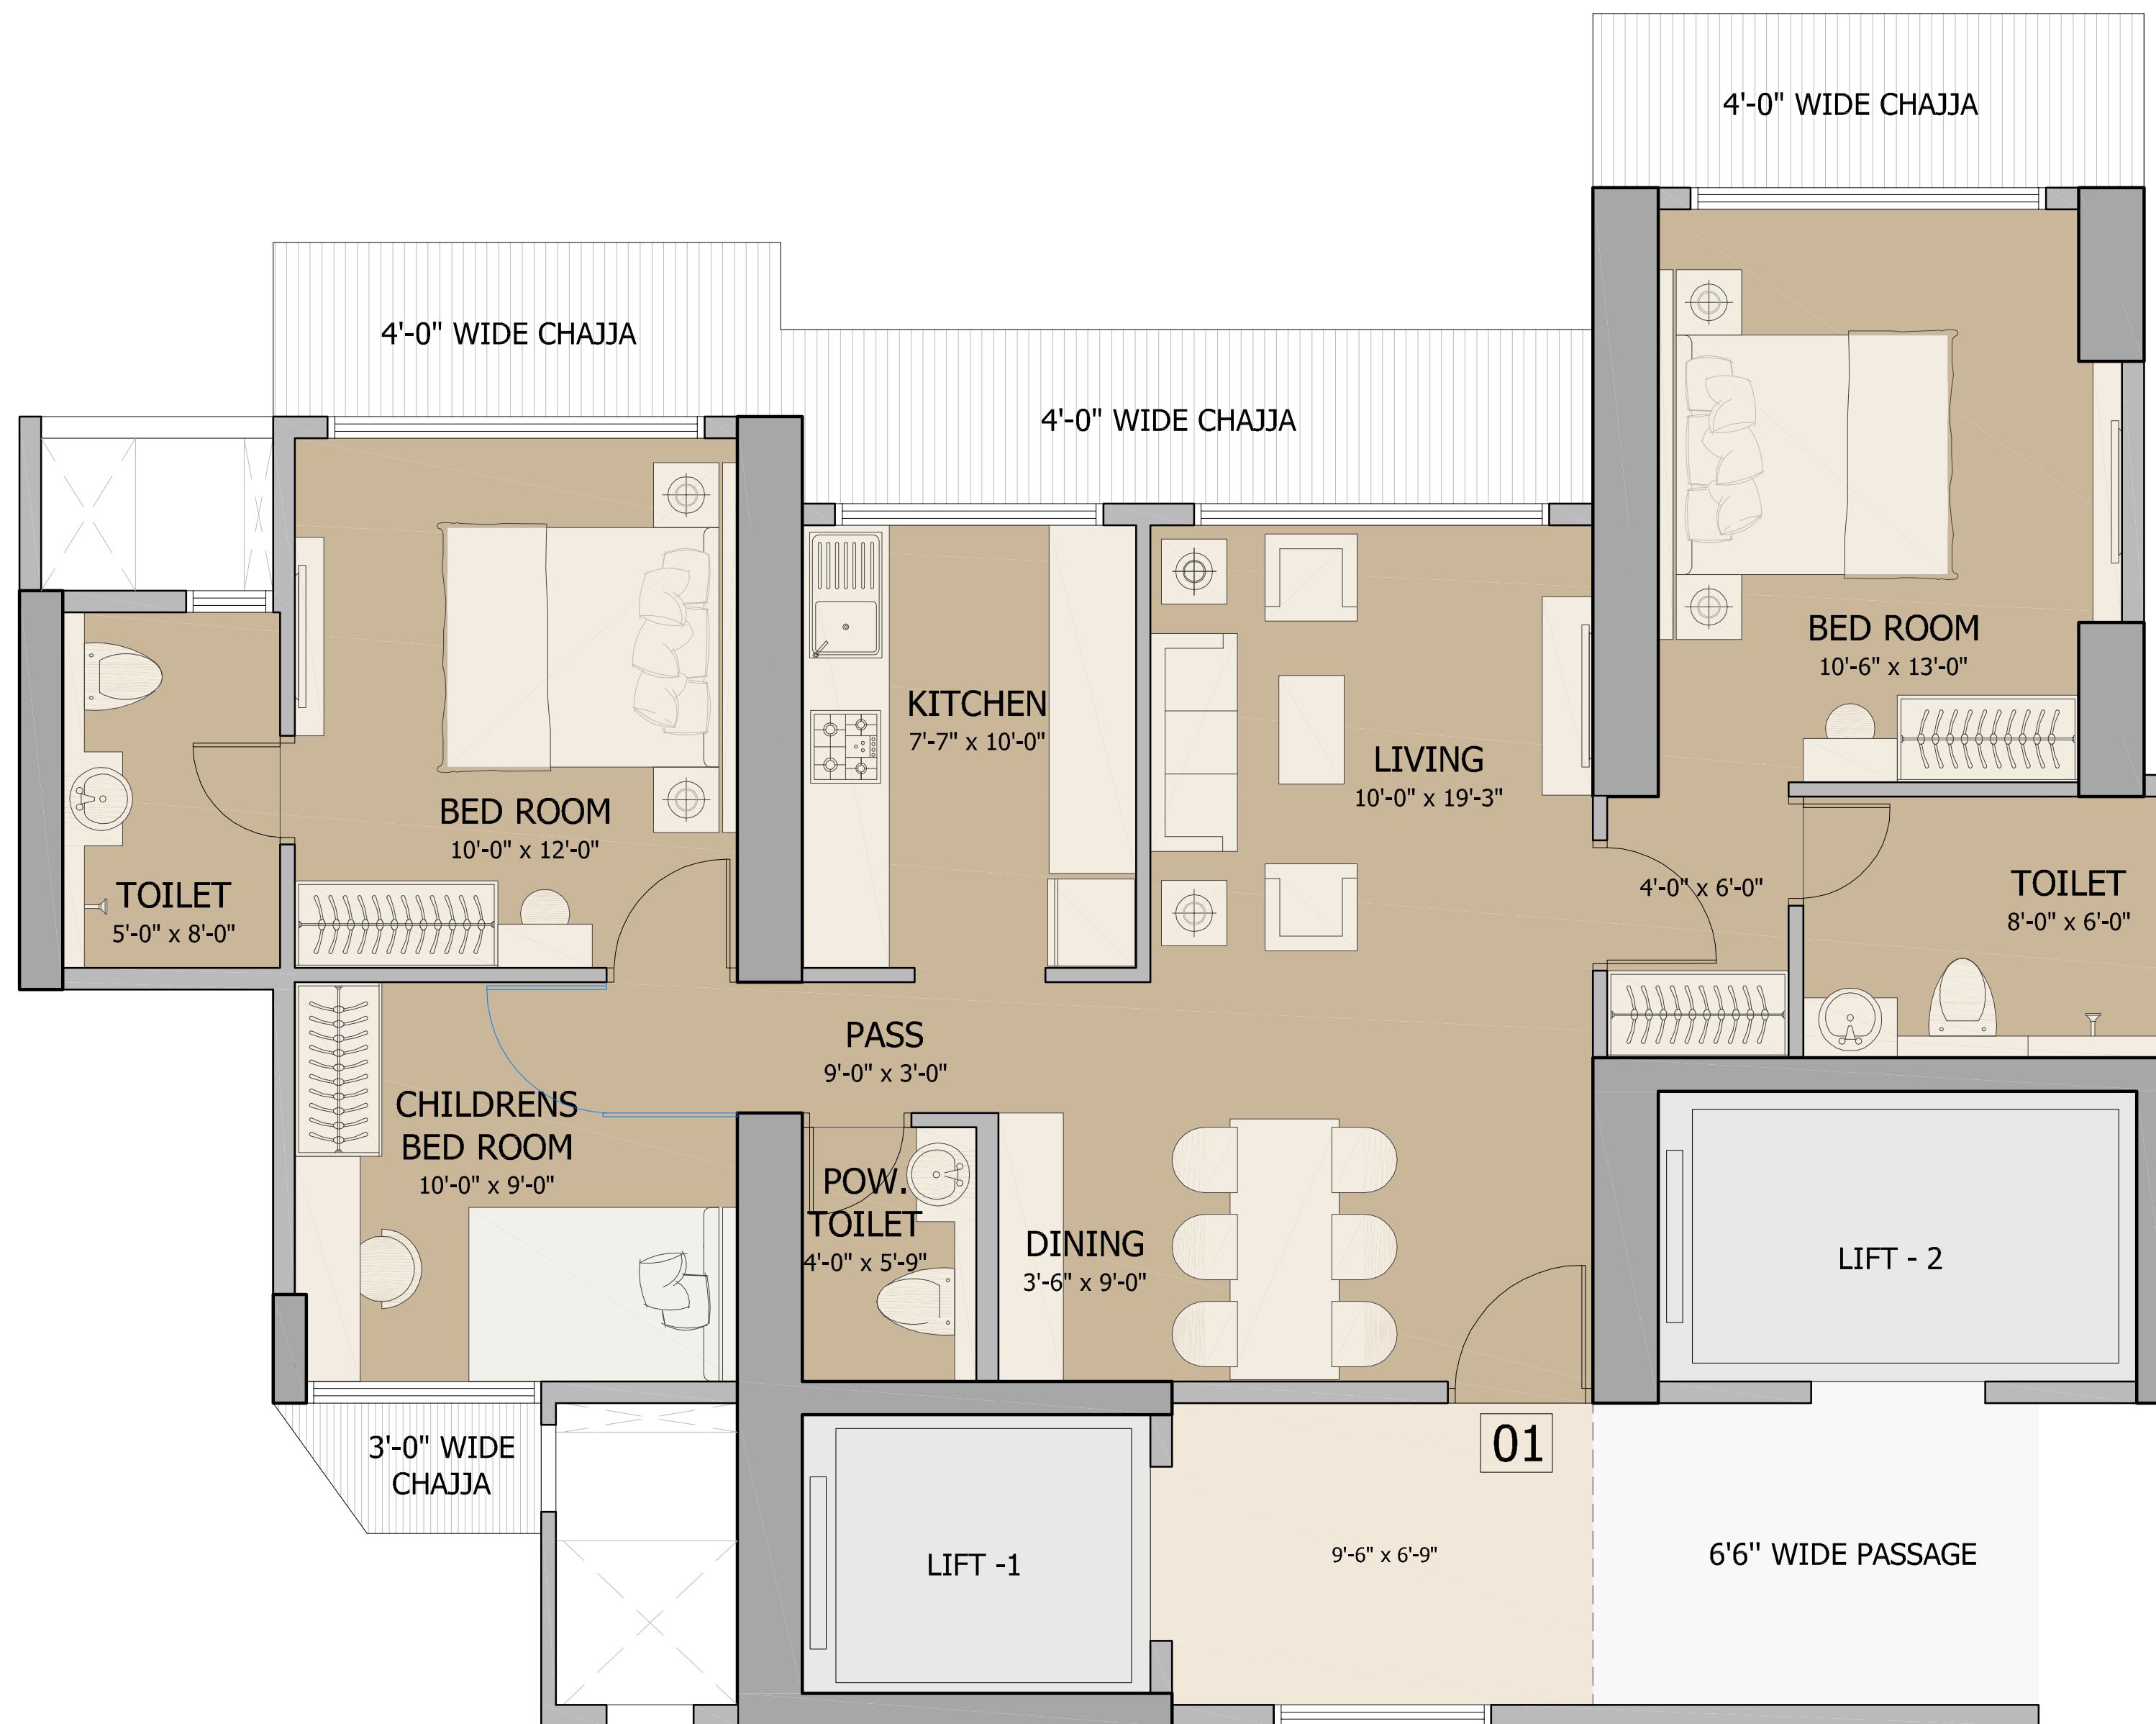 4'-0" WIDE CHAJJA
4'-0" WIDE CHAJJA
4'-0" WIDE CHAJJA
BED ROOM
10'-6" x 13'-0"
KITCHEN
7'-7" x 10'-0"
LIVING
10'-0" x 19'-3"
BED ROOM
10'-0" x 12'-0"
TOILET
5'-0" x 8'-0"
4'-0" x 6'-0"
TOILET
8'-0" x 6'-0"
PASS
9'-0" x 3'-0"
CHILDRENS
BED ROOM
10'-0" x 9'-0"
POW.
TOILET
4'-0" x 5'-9"
DINING
3'-6" x 9'-0"
LIFT - 2
3'-0" WIDE
CHAJJA
01
LIFT -1
9'-6" x 6'-9"
6'6'' WIDE PASSAGE